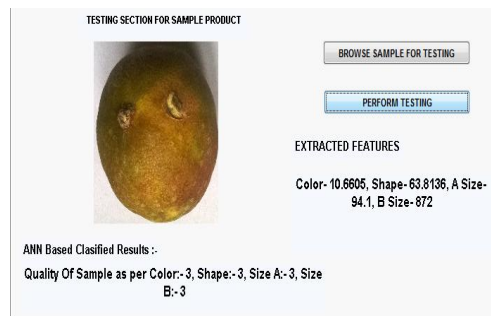 TESTING SECTION FOR SAMPLE PRODUCT
BROWSE SAMPLE FOR TESTING
PERFORM TESTING
EXTRACTED FEATURES
Color- 10.6605, Shape- 63.8136, A Size-
94.1, B Size- 872
ANN Based Clasified Results :-
Quality Of Sample as per Color:- 3, Shape:- 3, Size A:- 3, Size
B:- 3